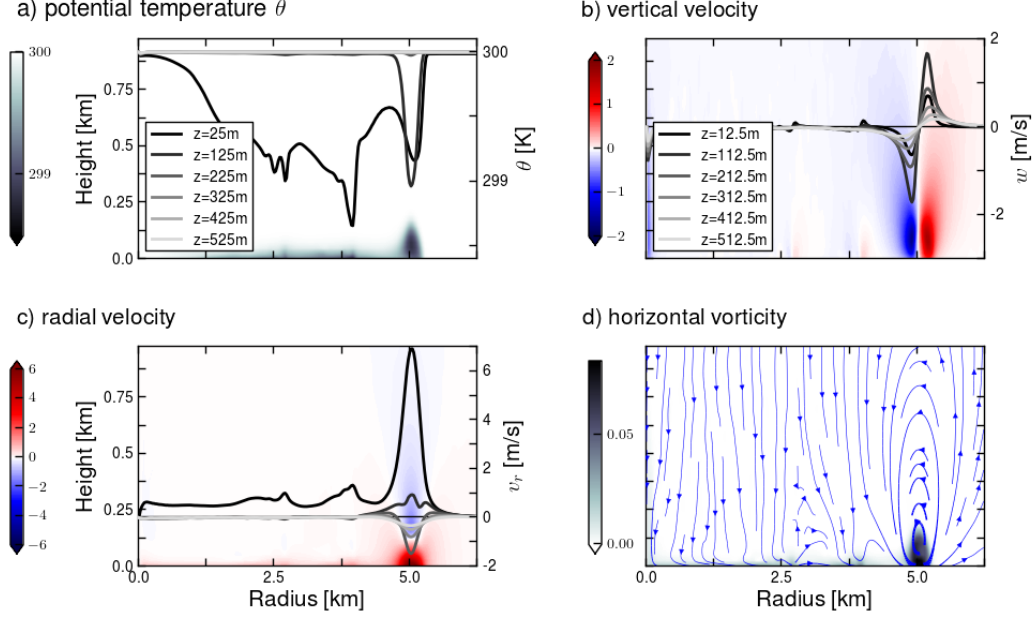 a) potential temperature θ
b) vertical velocity
300
299
Height [km]
0.75
0.5
0.25
0.0
z=25m
z=125m
z=225m
z=325m
z=425m
z=525m
300
299
θ [K]
2
1
0
−1
−2
z=12.5m
z=112.5m
z=212.5m
z=312.5m
z=412.5m
z=512.5m
2
0
-2
w [m/s]
c) radial velocity
d) horizontal vorticity
6
4
2
0
−2
−4
−6
Height [km]
0.75
0.5
0.25
0.0
0.0
2.5
5.0
Radius [km]
6
4
2
0
-2
v_r [m/s]
0.05
0.00
0.0
2.5
5.0
Radius [km]